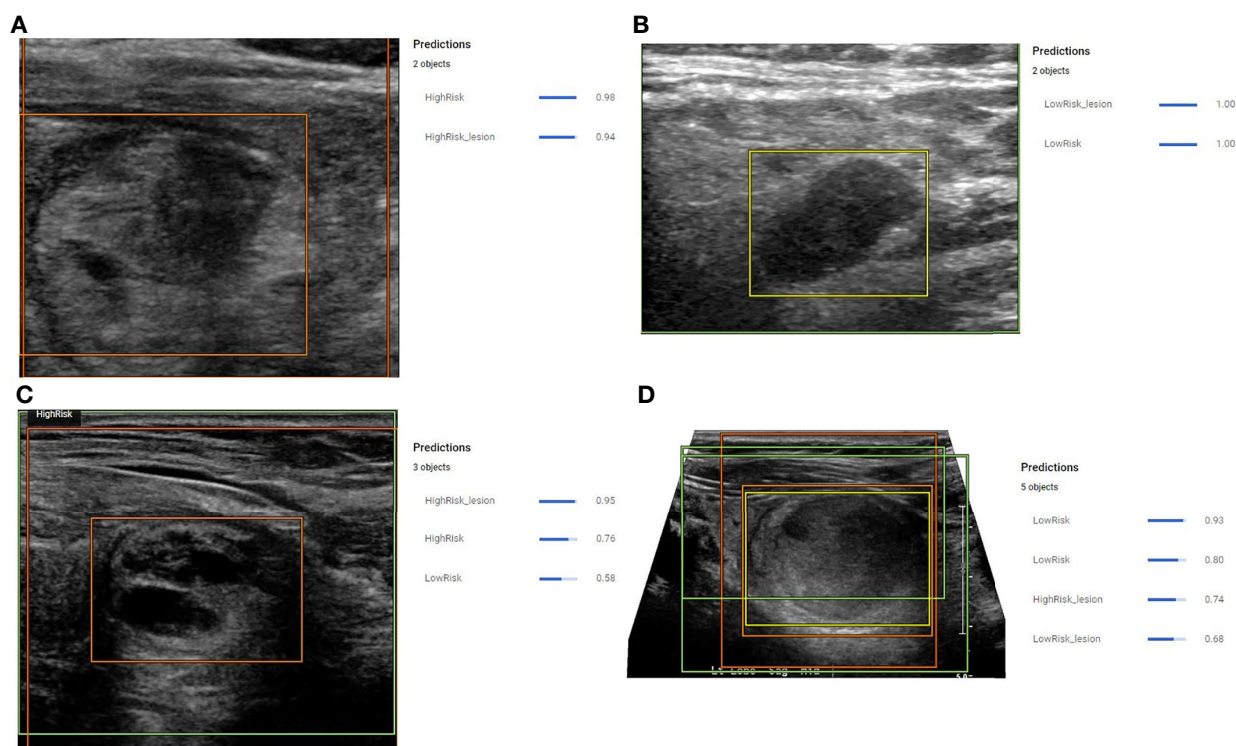 A
Predictions
2 objects
HighRisk 0.98
HighRisk_lesion 0.94
B
Predictions
2 objects
LowRisk_lesion 1.00
LowRisk 1.00
C
HighRisk
Predictions
3 objects
HighRisk_lesion 0.95
HighRisk 0.76
LowRisk 0.58
D
Predictions
5 objects
LowRisk 0.93
LowRisk 0.80
HighRisk_lesion 0.74
LowRisk_lesion 0.68